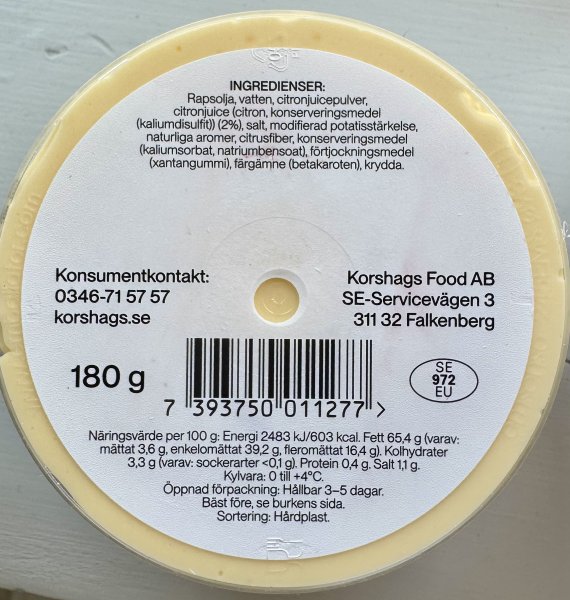 INGREDIENSER:
Rapsolja, vatten, citronjuicepulver,
citronjuice (citron, konserveringsmedel
(kaliumdisulfit)) (2%), salt, modifierad potatisstärkelse,
naturliga aromer, citrusfiber, konserveringsmedel
(kaliumsorbat, natriumbensoat), förtjockningsmedel
(xantangummi), färgämne (betakaroten), krydda.
Konsumentkontakt:
0346-71 57 57
korshags.se
Korshags Food AB
SE-Servicevägen 3
311 32 Falkenberg
180 g
SE
972
EU
7 393750 011277 >
Näringsvärde per 100 g: Energi 2483 kJ/603 kcal. Fett 65,4 g (varav:
mättat 3,6 g, enkelomättat 39,2 g, fleromättat 16,4 g). Kolhydrater
3,3 g (varav: sockerarter <0,1 g). Protein 0,4 g. Salt 1,1 g.
Kylvara: 0 till +4°C.
Öppnad förpackning: Hållbar 3–5 dagar.
Bäst före, se burkens sida.
Sortering: Hårdplast.